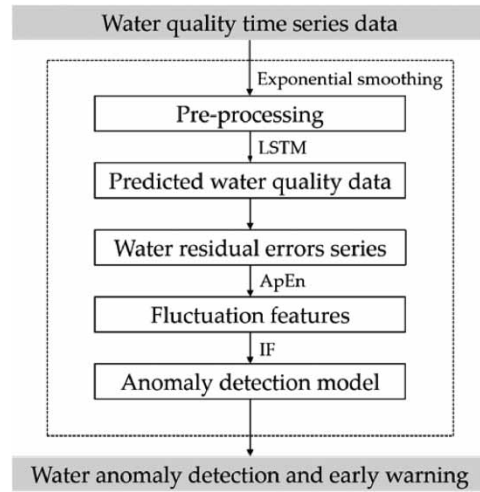 Water quality time series data
Exponential smoothing
Pre-processing
LSTM
Predicted water quality data
Water residual errors series
ApEn
Fluctuation features
IF
Anomaly detection model
Water anomaly detection and early warning